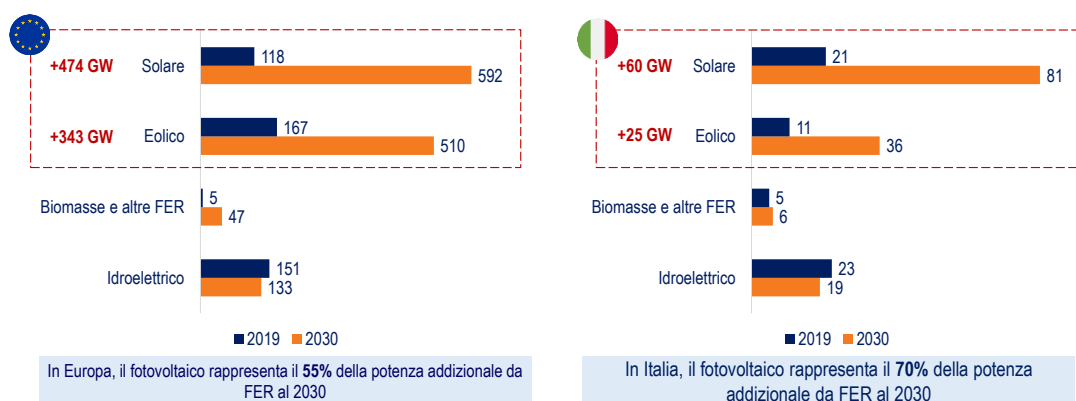 +474 GW
Solare
118
592
+343 GW
Eolico
167
510
Biomasse e altre FER
5
47
Idroelettrico
151
133
2019
2030
In Europa, il fotovoltaico rappresenta il 55% della potenza addizionale da
FER al 2030
+60 GW
Solare
21
81
+25 GW
Eolico
11
36
Biomasse e altre FER
5
6
Idroelettrico
23
19
2019
2030
In Italia, il fotovoltaico rappresenta il 70% della potenza
addizionale da FER al 2030